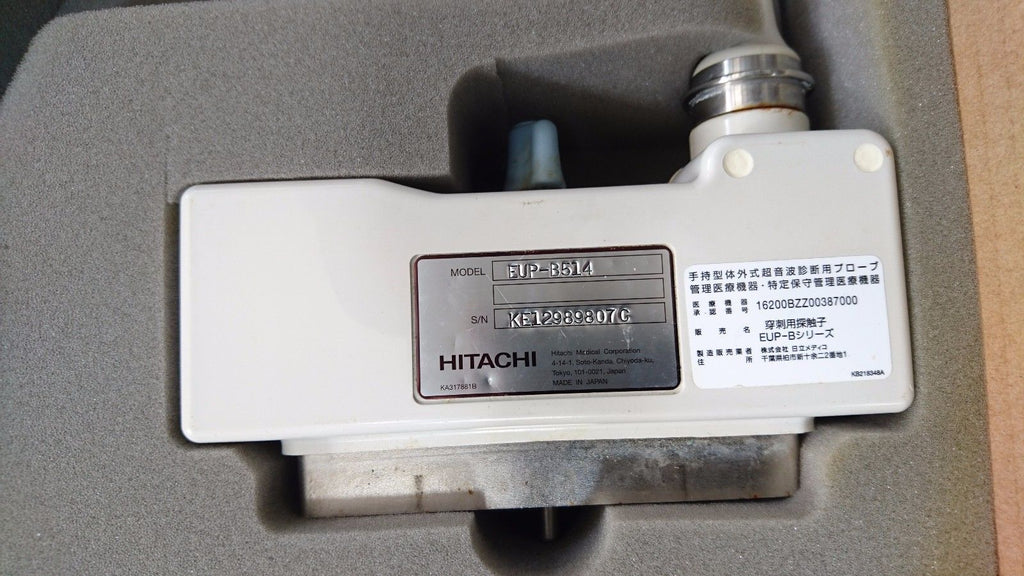 MODEL EUP-B514
S/N KE12989807C
HITACHI
Hitachi Medical Corporation
4-14-1, Soto-Kanda, Chiyoda-ku,
Tokyo, 101-0021, Japan
MADE IN JAPAN
KA317881B
手持型体外式超音波診断用プローブ
管理医療機器・特定保守管理医療機器
医療機器
承認番号 16200BZZ00387000
販売名 穿刺用探触子
EUP-Bシリーズ
製造販売業者 株式会社 日立メディコ
住所 千葉県柏市新十余二2番地1
KB218348A